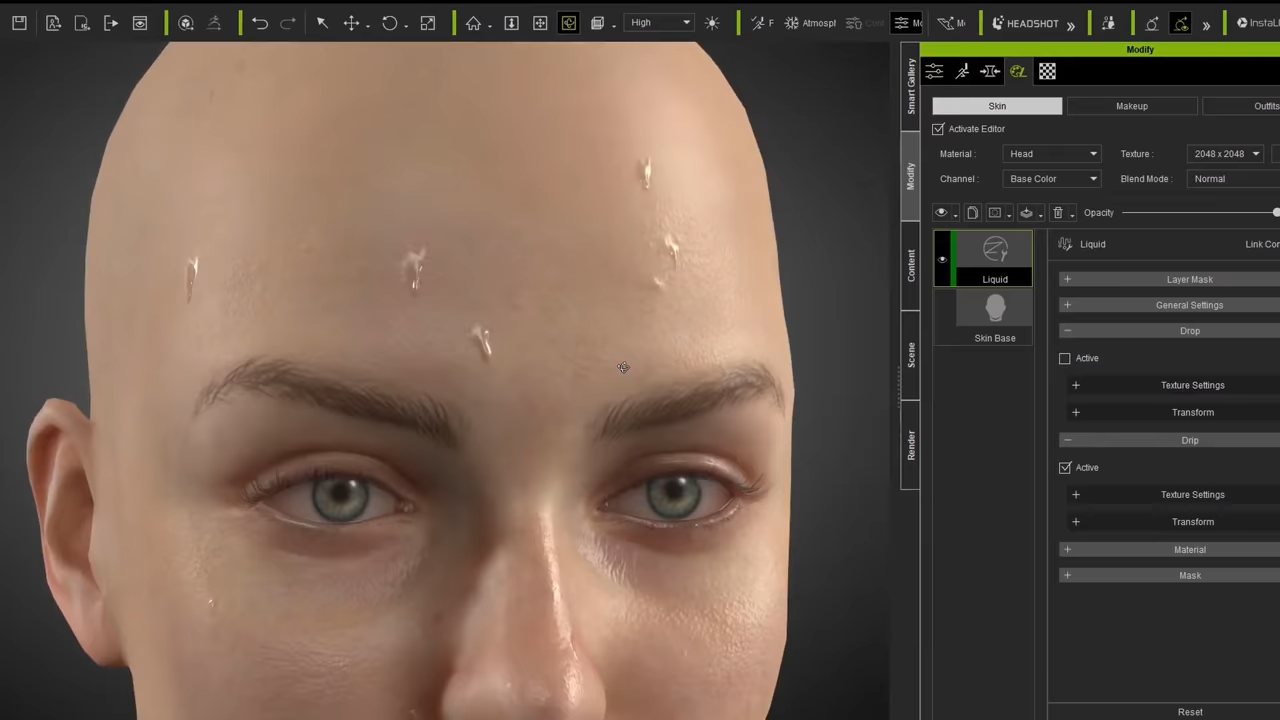 High
F
Atmosph
Mo
M
HEADSHOT
InstaL
Modify
Smart Gallery
Modify
Content
Scene
Render
Skin
Makeup
Outfits
Activate Editor
Material :
Head
Texture :
2048 x 2048
Channel :
Base Color
Blend Mode :
Normal
Opacity
Liquid
Skin Base
Liquid
Link Cor
Layer Mask
General Settings
Drop
Active
Texture Settings
Transform
Drip
Active
Texture Settings
Transform
Material
Mask
Reset